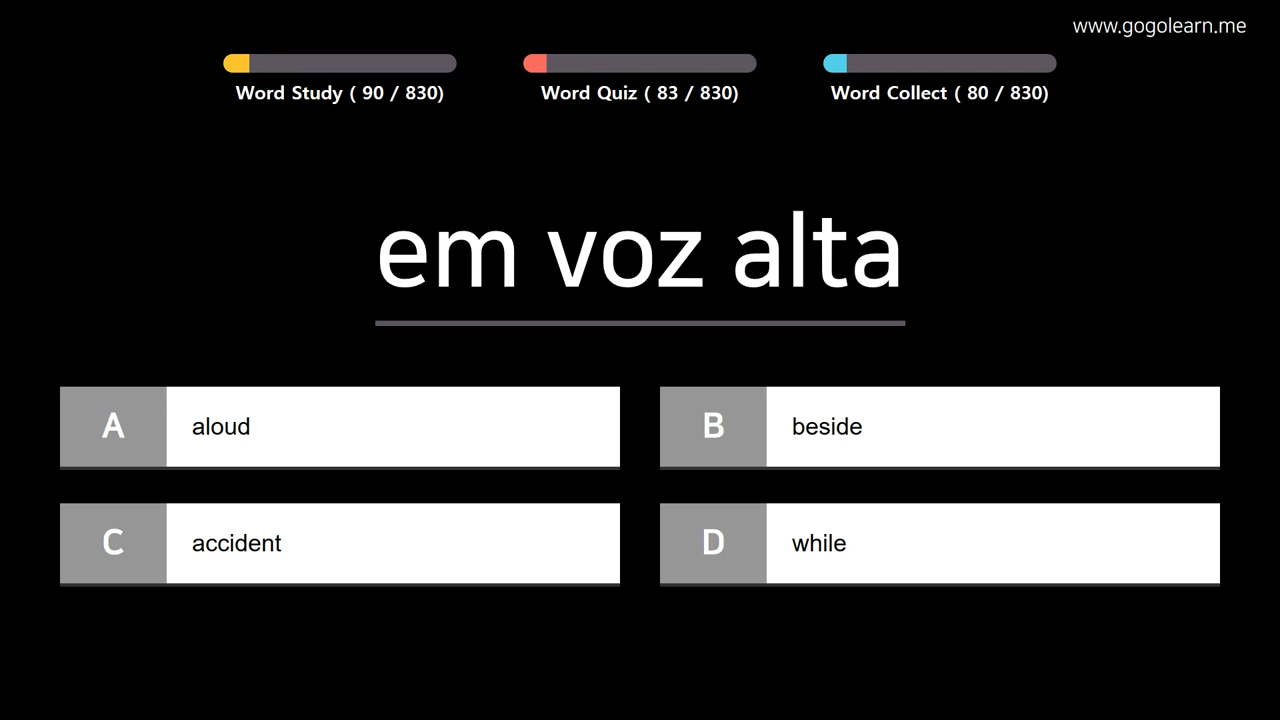 www.gogolearn.me
Word Study ( 90 / 830)
Word Quiz ( 83 / 830)
Word Collect ( 80 / 830)
em voz alta
A
aloud
B
beside
C
accident
D
while